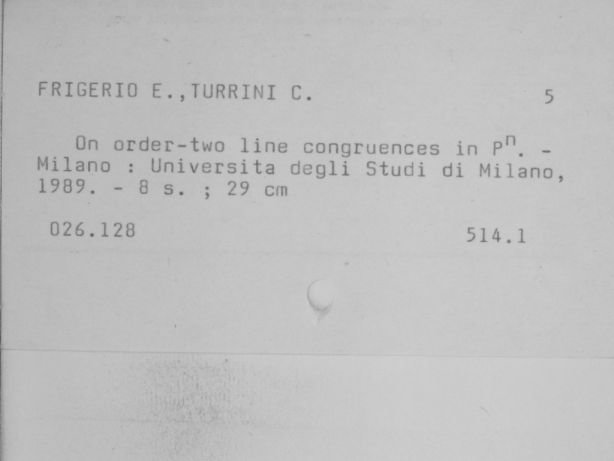 FRIGERIO E.,TURRINI C. 5
On order-two line congruences in Pⁿ. -
Milano : Universita degli Studi di Milano,
1989. - 8 s. ; 29 cm
026.128 514.1